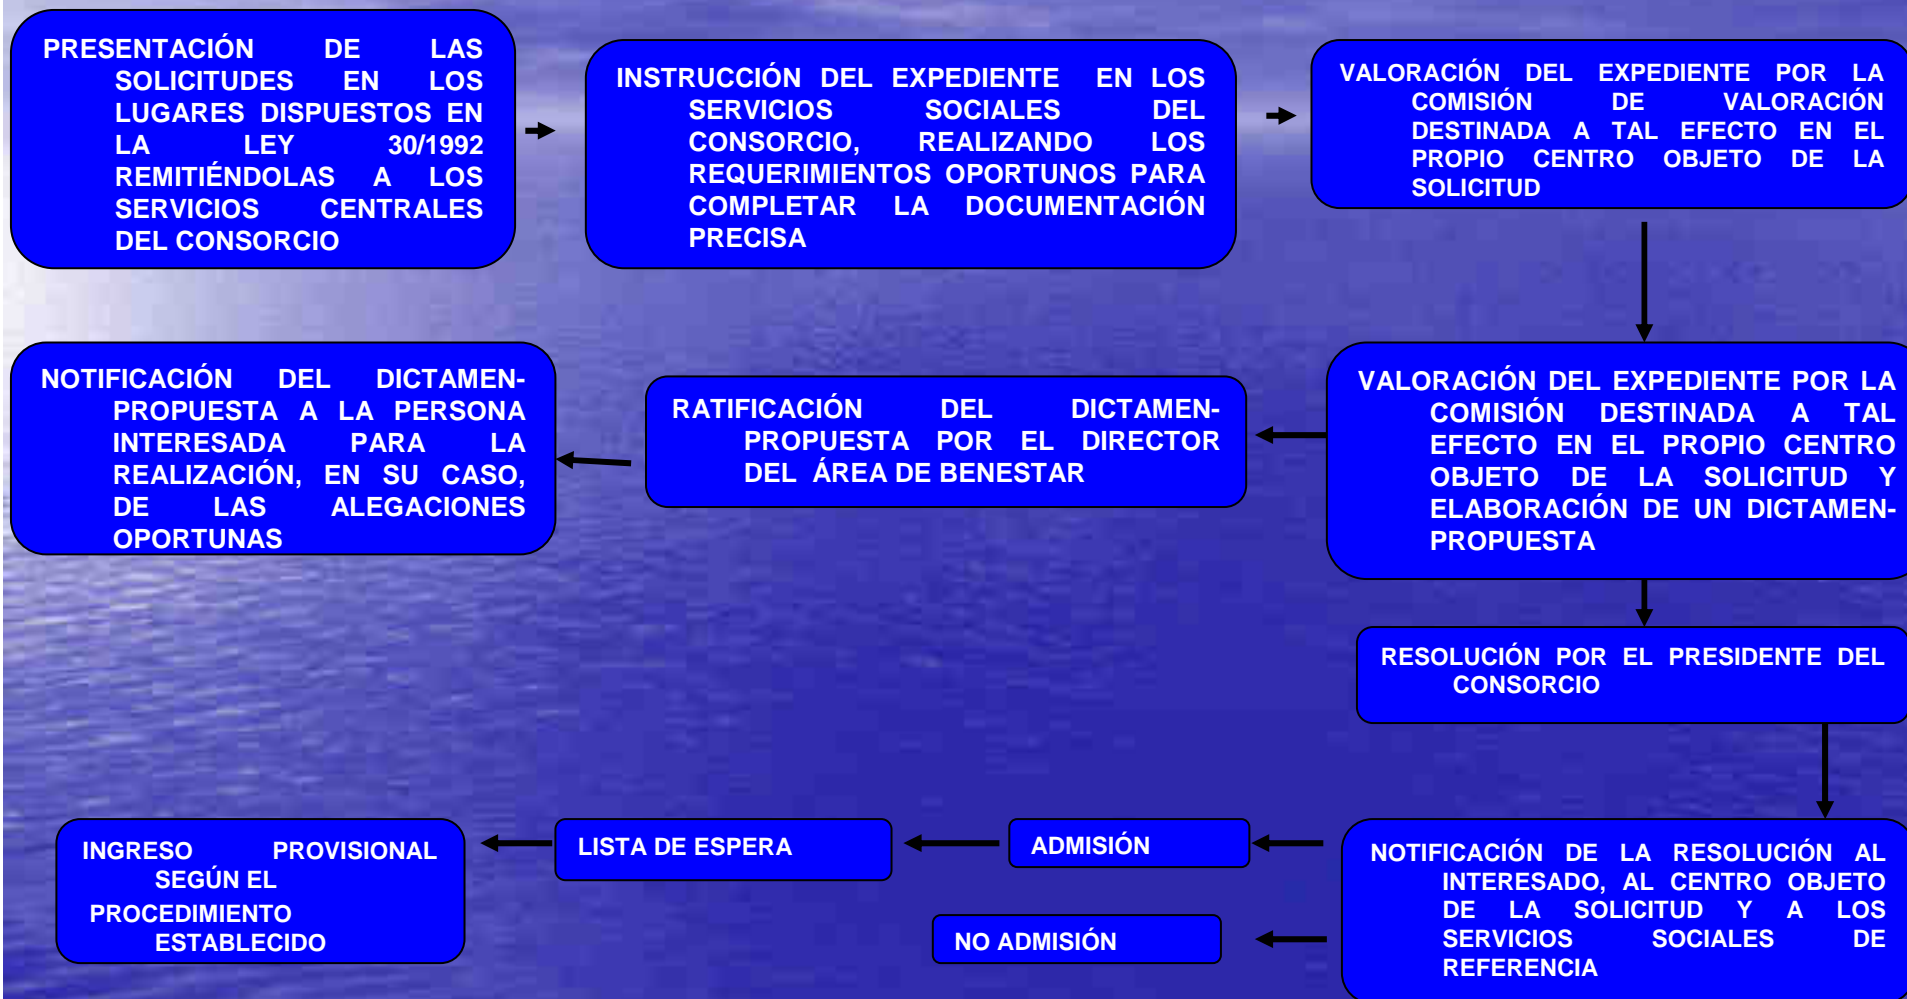 PRESENTACIÓN DE LAS
SOLICITUDES EN LOS
LUGARES DISPUESTOS EN
LA LEY 30/1992
REMITIÉNDOLAS A LOS
SERVICIOS CENTRALES
DEL CONSORCIO
INSTRUCCIÓN DEL EXPEDIENTE EN LOS
SERVICIOS SOCIALES DEL
CONSORCIO, REALIZANDO LOS
REQUERIMIENTOS OPORTUNOS PARA
COMPLETAR LA DOCUMENTACIÓN
PRECISA
VALORACIÓN DEL EXPEDIENTE POR LA
COMISIÓN DE VALORACIÓN
DESTINADA A TAL EFECTO EN EL
PROPIO CENTRO OBJETO DE LA
SOLICITUD
VALORACIÓN DEL EXPEDIENTE POR LA
COMISIÓN DESTINADA A TAL
EFECTO EN EL PROPIO CENTRO
OBJETO DE LA SOLICITUD Y
ELABORACIÓN DE UN DICTAMEN-
PROPUESTA
RATIFICACIÓN DEL DICTAMEN-
PROPUESTA POR EL DIRECTOR
DEL ÁREA DE BENESTAR
NOTIFICACIÓN DEL DICTAMEN-
PROPUESTA A LA PERSONA
INTERESADA PARA LA
REALIZACIÓN, EN SU CASO,
DE LAS ALEGACIONES
OPORTUNAS
RESOLUCIÓN POR EL PRESIDENTE DEL
CONSORCIO
NOTIFICACIÓN DE LA RESOLUCIÓN AL
INTERESADO, AL CENTRO OBJETO
DE LA SOLICITUD Y A LOS
SERVICIOS SOCIALES DE
REFERENCIA
ADMISIÓN
LISTA DE ESPERA
INGRESO PROVISIONAL
SEGÚN EL
PROCEDIMIENTO
ESTABLECIDO
NO ADMISIÓN